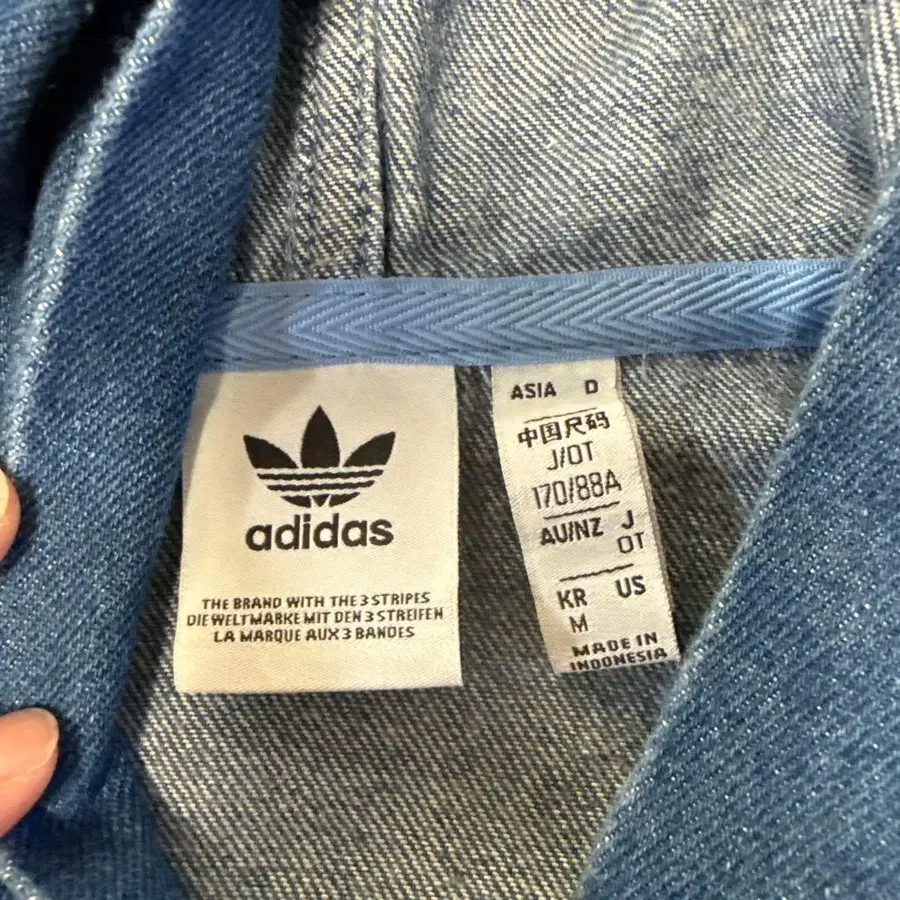 adidas
THE BRAND WITH THE 3 STRIPES
DIE WELTMARKE MIT DEN 3 STREIFEN
LA MARQUE AUX 3 BANDES
ASIA D
中国尺码
J/OT
170/88A
AU/NZ J
OT
KR US
M
MADE IN
INDONESIA